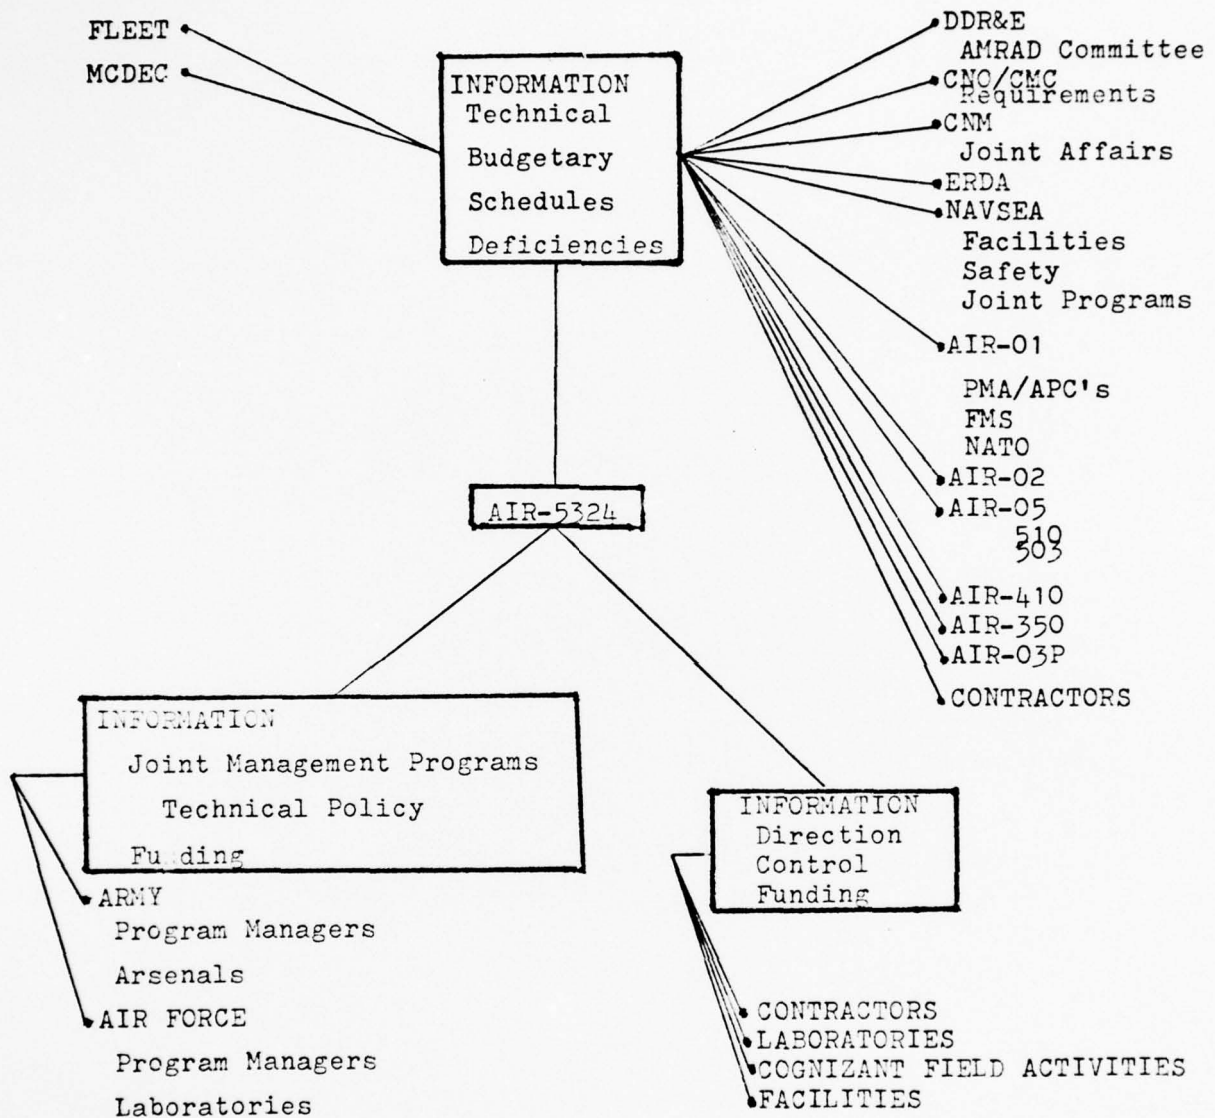 FLEET
MCDEC
INFORMATION
Technical
Budgetary
Schedules
Deficiencies
DDR&E
AMRAD Committee
CNO/CMC
Requirements
CNM
Joint Affairs
ERDA
NAVSEA
Facilities
Safety
Joint Programs
AIR-01
PMA/APC's
FMS
NATO
AIR-02
AIR-05
510
503
AIR-410
AIR-350
AIR-03P
CONTRACTORS
AIR-5324
INFORMATION
Joint Management Programs
Technical Policy
Funding
ARMY
Program Managers
Arsenals
AIR FORCE
Program Managers
Laboratories
INFORMATION
Direction
Control
Funding
CONTRACTORS
LABORATORIES
COGNIZANT FIELD ACTIVITIES
FACILITIES